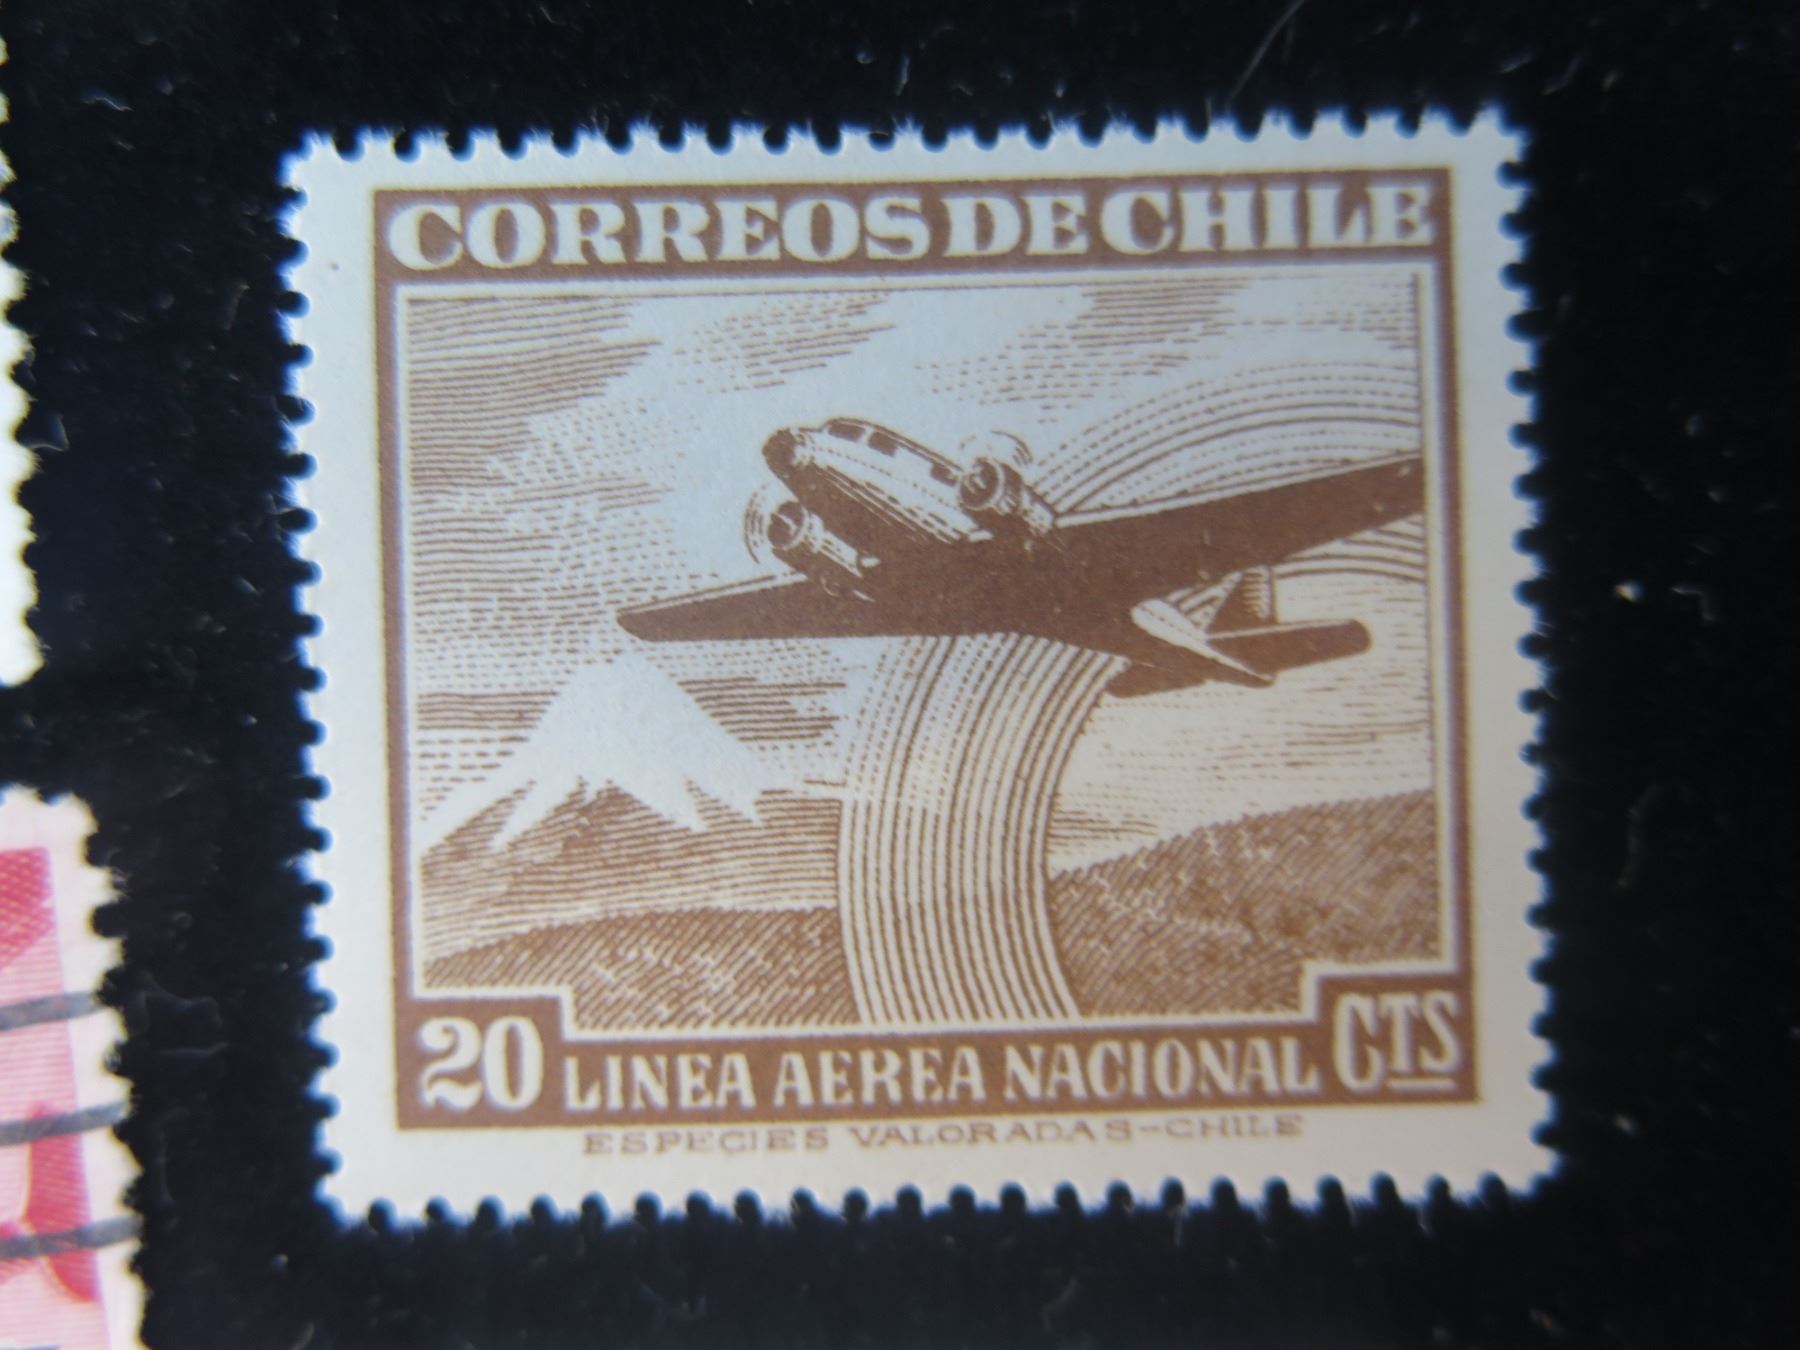 CORREOS DE CHILE
20 LINEA AEREA NACIONAL CTS
ESPECIES VALORADAS-CHILE